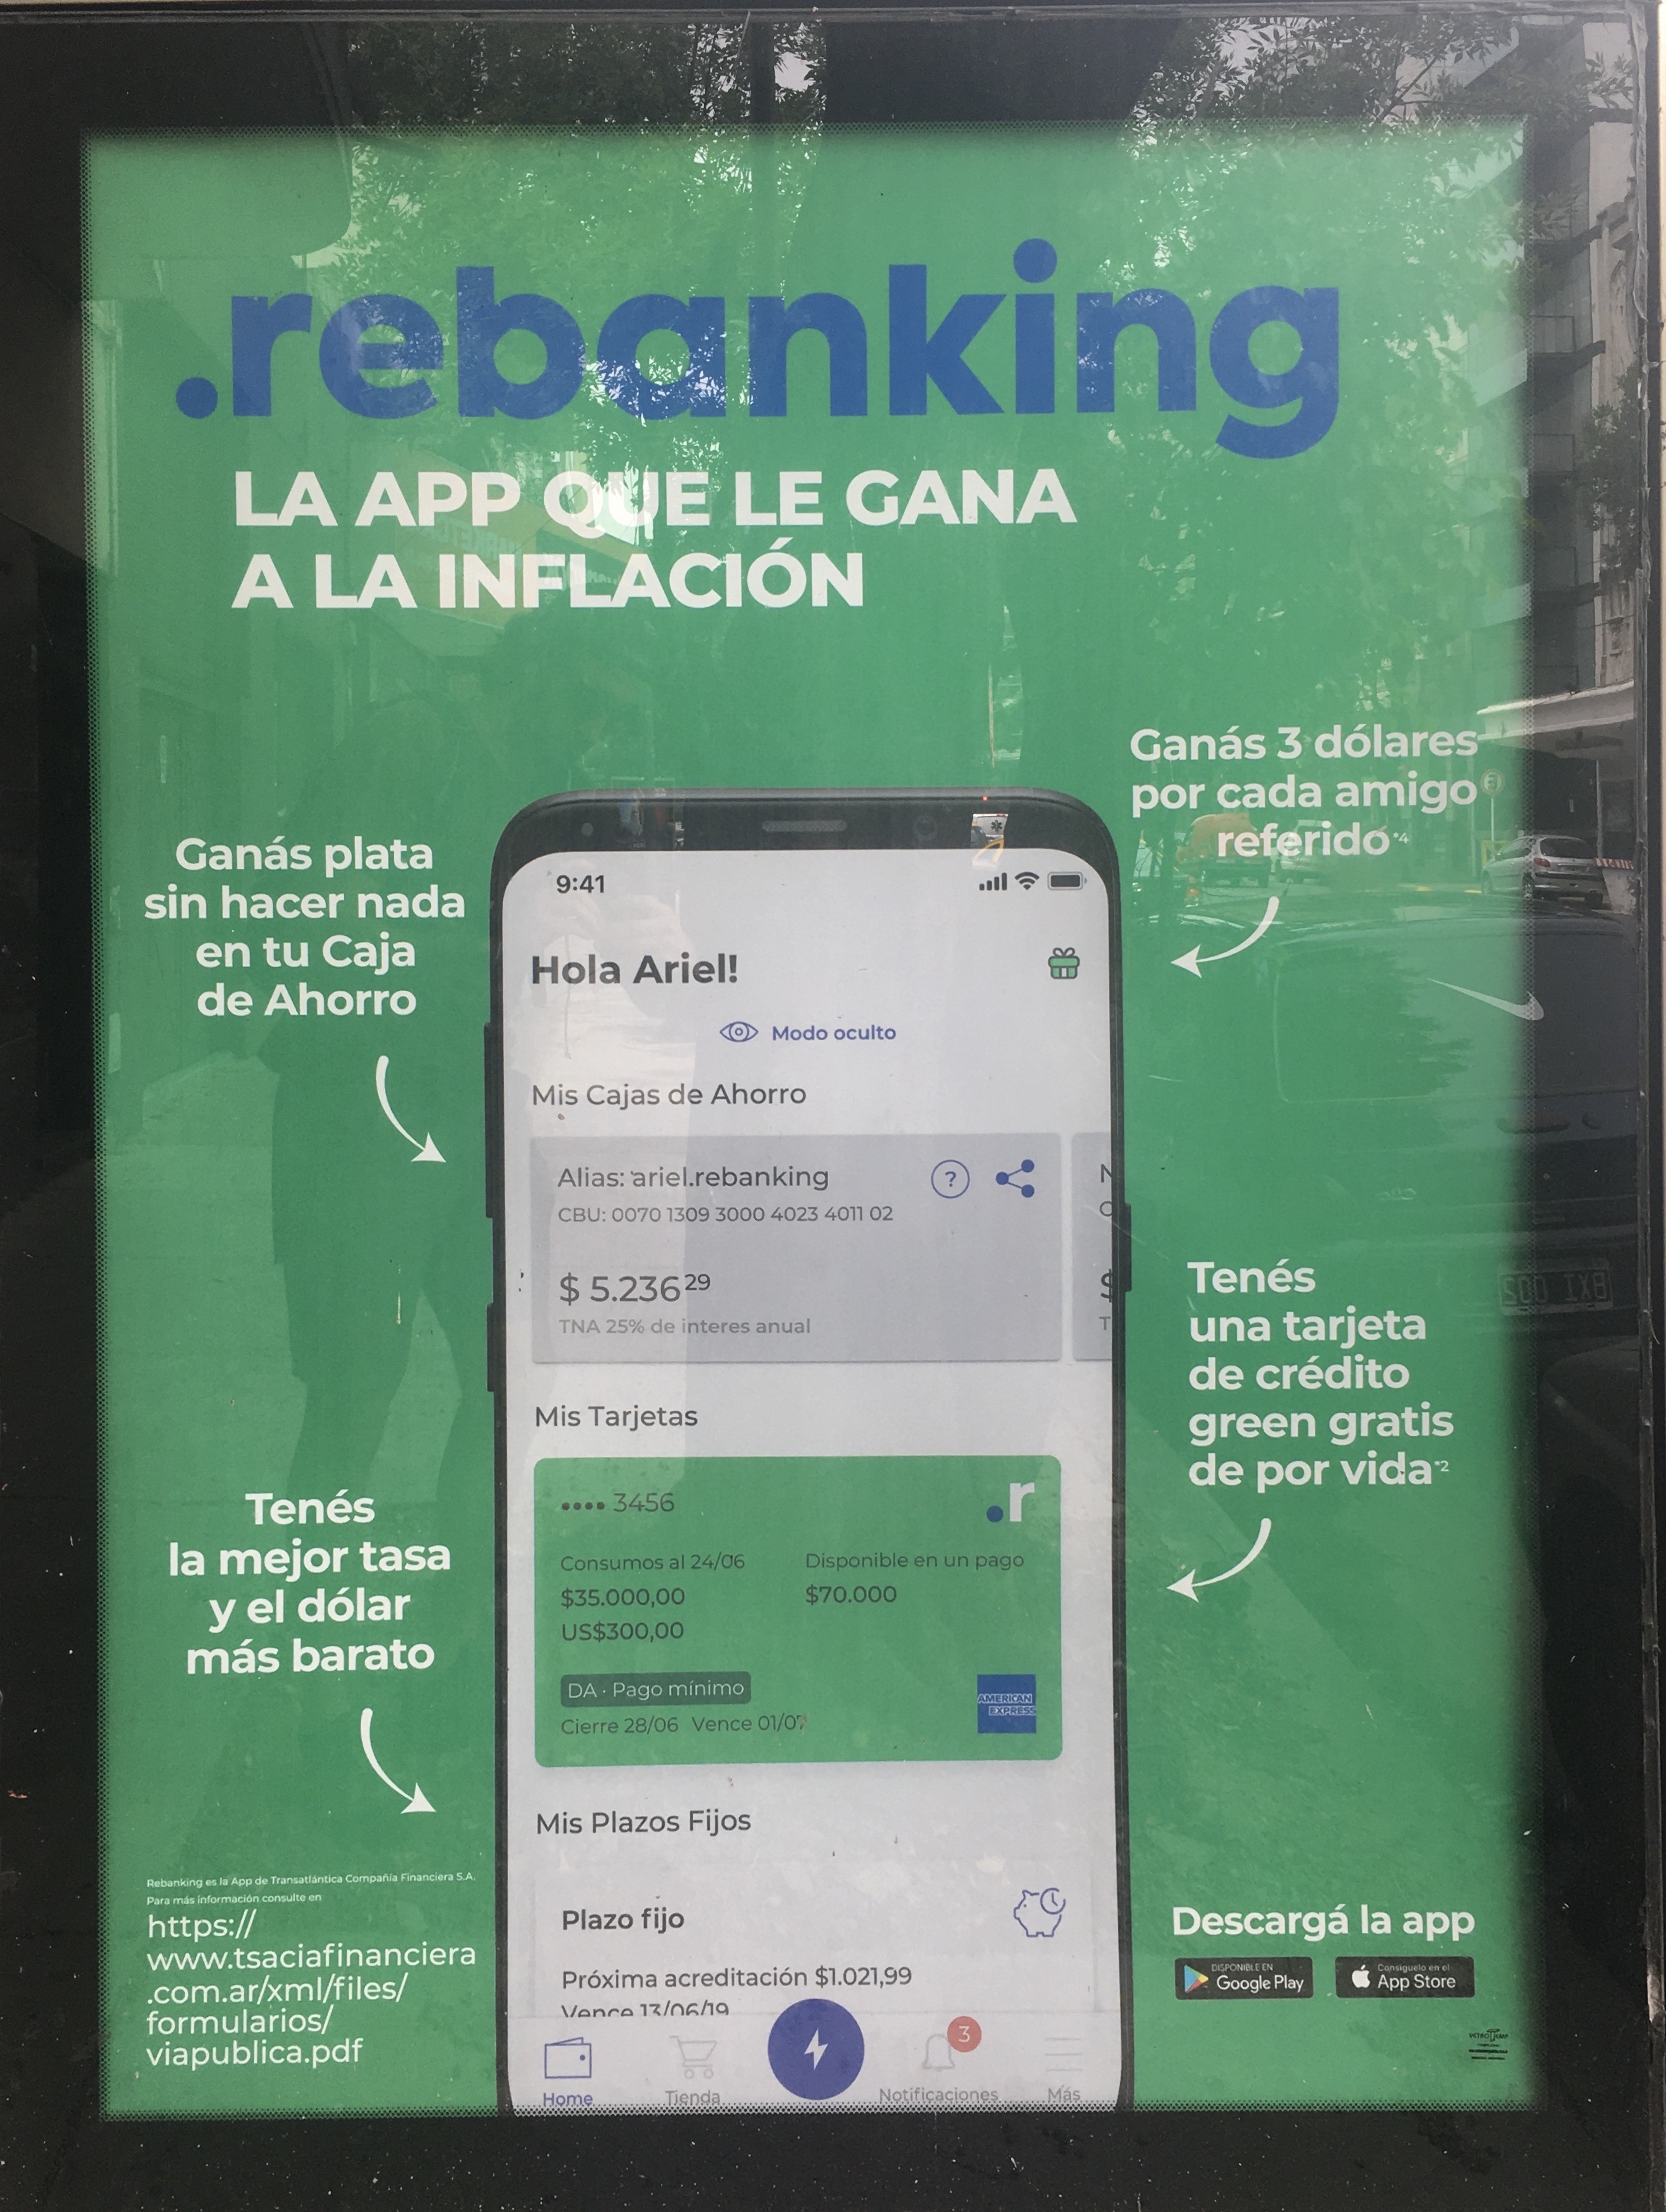 .rebanking
LA APP QUE LE GANA
A LA INFLACIÓN
Ganás plata
sin hacer nada
en tu Caja
de Ahorro
Ganás 3 dólares
por cada amigo
referido*4
9:41
Hola Ariel!
Modo oculto
Mis Cajas de Ahorro
Alias: ariel.rebanking
?
CBU: 0070 1309 3000 4023 4011 02
$ 5.236 29
TNA 25% de interes anual
N
C
$
T
Tenés
una tarjeta
de crédito
green gratis
de por vida*2
Mis Tarjetas
•••• 3456
.r
Consumos al 24/06
Disponible en un pago
$35.000,00
$70.000
US$300,00
DA · Pago mínimo
AMERICAN
EXPRESS
Cierre 28/06 Vence 01/07
Tenés
la mejor tasa
y el dólar
más barato
Mis Plazos Fijos
Plazo fijo
Próxima acreditación $1.021,99
Vence 13/06/19
3
Home
Tienda
Notificaciones
Más
Rebanking es la App de Transatlántica Compañía Financiera S.A.
Para más información consulte en
https://
www.tsaciafinanciera
.com.ar/xml/files/
formularios/
viapublica.pdf
Descargá la app
DISPONIBLE EN
Google Play
Consíguelo en el
App Store